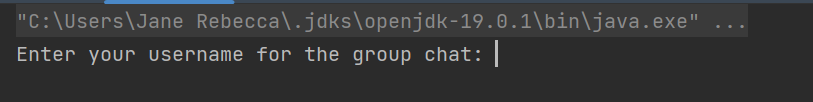 "C:\Users\Jane Rebecca\.jdks\openjdk-19.0.1\bin\java.exe" ...
Enter your username for the group chat: